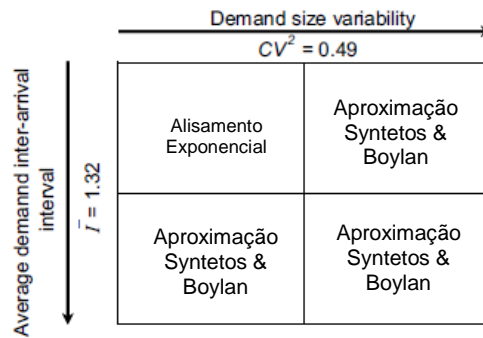 Demand size variability
CV² = 0.49
Average demannd inter-arrival
interval
Ī = 1.32
Alisamento
Exponencial
Aproximação
Syntetos &
Boylan
Aproximação
Syntetos &
Boylan
Aproximação
Syntetos &
Boylan